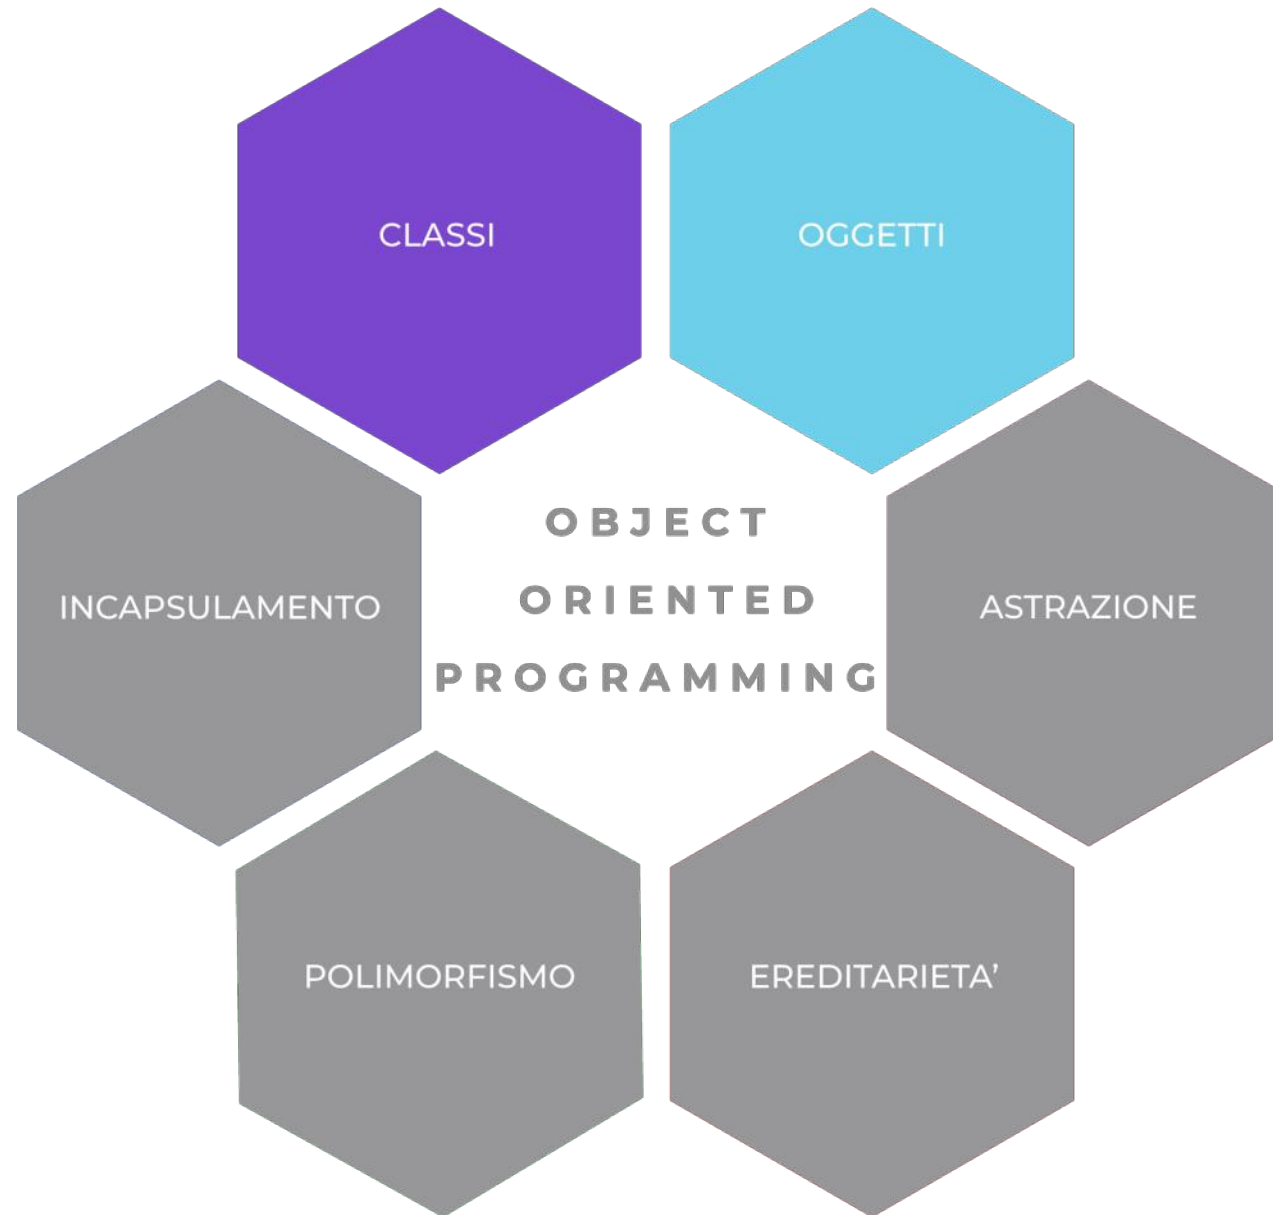 CLASSI
OGGETTI
OBJECT
ORIENTED
PROGRAMMING
INCAPSULAMENTO
ASTRAZIONE
POLIMORFISMO
EREDITARIETA’